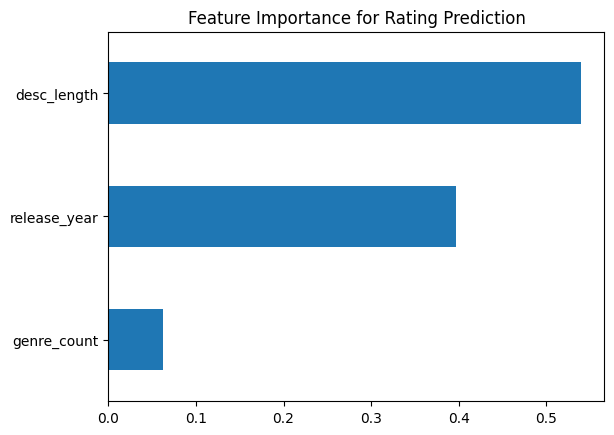 Feature Importance for Rating Prediction
desc_length
release_year
genre_count
0.0 0.1 0.2 0.3 0.4 0.5